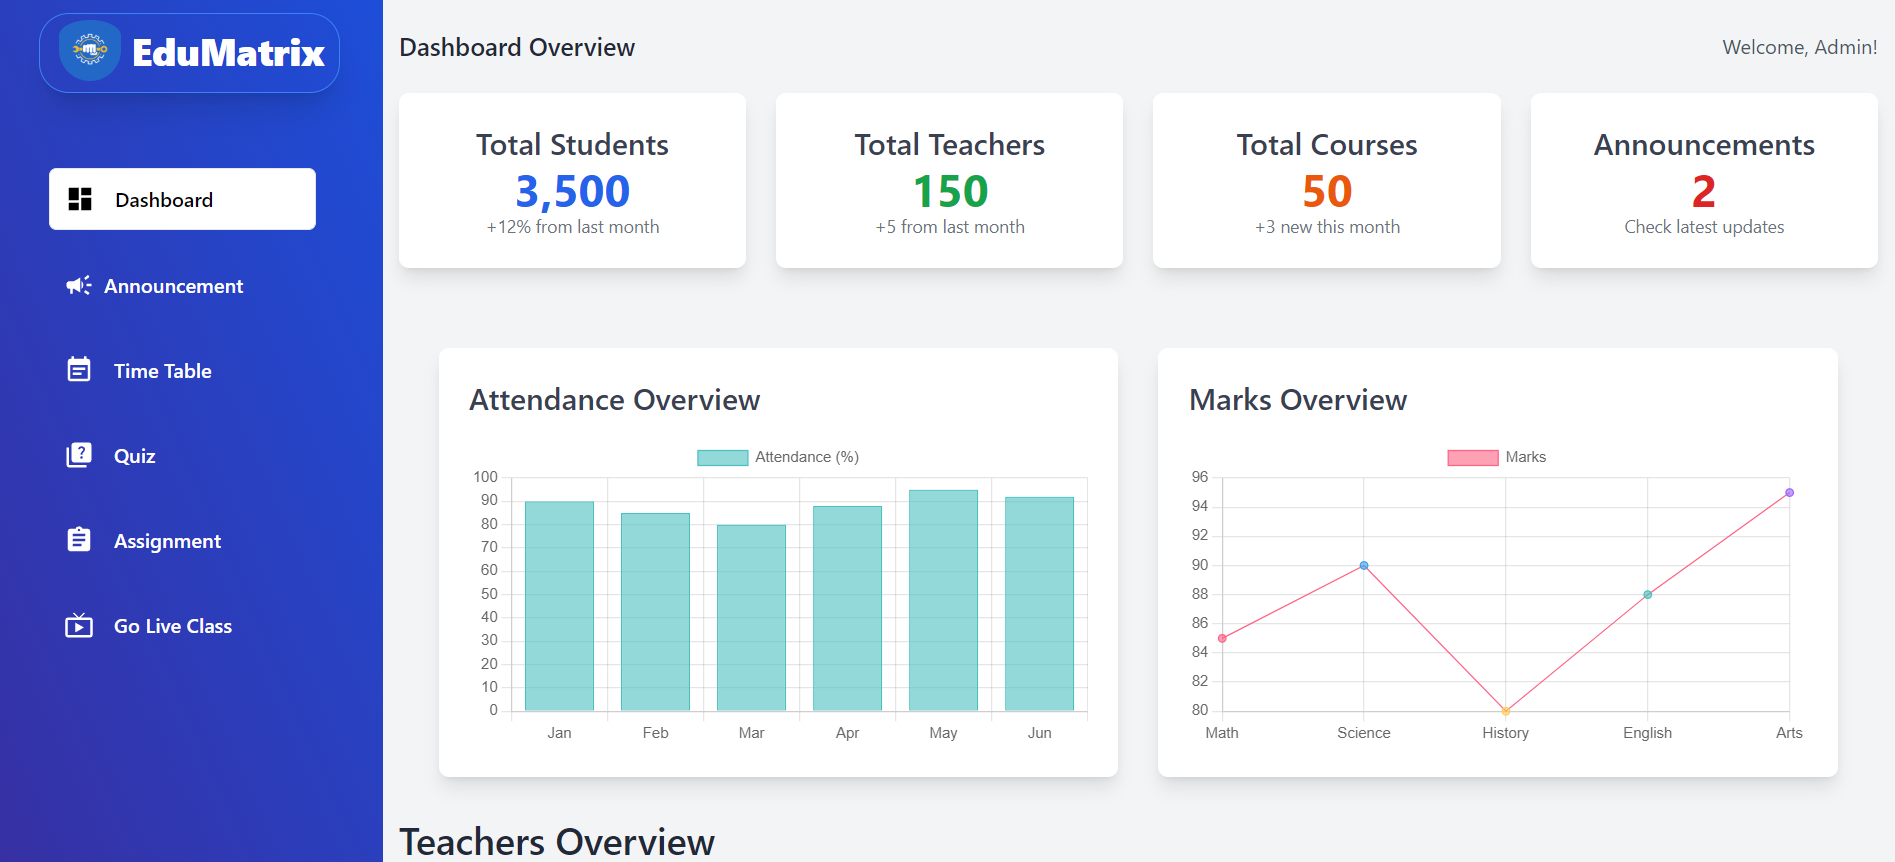 EduMatrix
Dashboard
Announcement
Time Table
Quiz
Assignment
Go Live Class
Dashboard Overview
Welcome, Admin!
Total Students
3,500
+12% from last month
Total Teachers
150
+5 from last month
Total Courses
50
+3 new this month
Announcements
2
Check latest updates
Attendance Overview
Attendance (%)
100
90
80
70
60
50
40
30
20
10
0
Jan Feb Mar Apr May Jun
Marks Overview
Marks
96
94
92
90
88
86
84
82
80
Math Science History English Arts
Teachers Overview